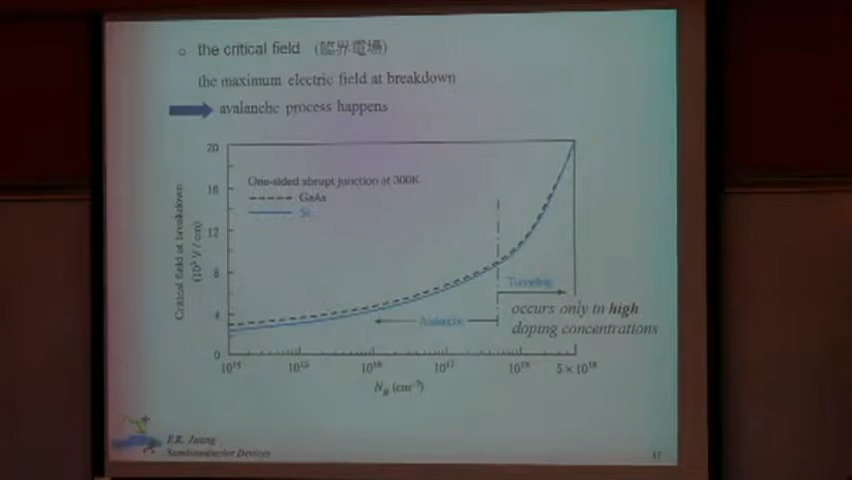 the critical field (臨界電場)
the maximum electric field at breakdown
avalanche process happens
One-sided abrupt junction at 300K
GaAs
Si
Critical field at breakdown
(10⁵ V / cm)
20
16
12
8
4
0
Tunneling
Avalanche
occurs only in high
doping concentrations
10¹⁴ 10¹⁵ 10¹⁶ 10¹⁷ 10¹⁸ 5 × 10¹⁸
N_B (cm⁻³)
Semiconductor Devices